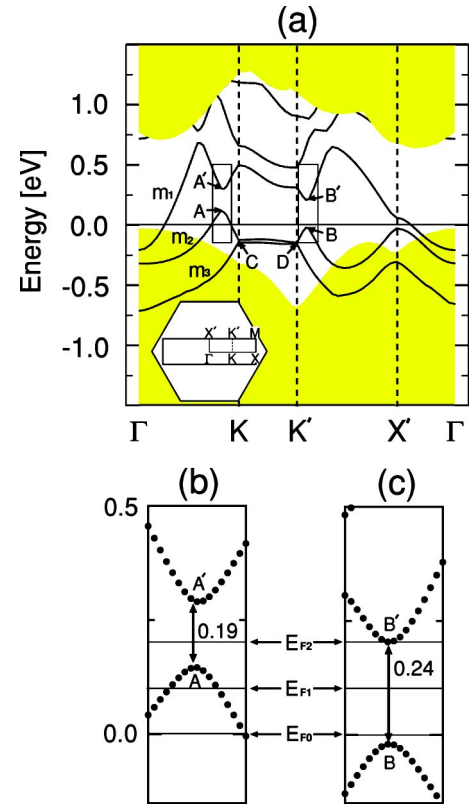 (a)
Energy [eV]
1.0
0.5
0.0
-0.5
-1.0
m₁
m₂
m₃
A′
A
B′
B
C
D
X′ K′ M
Γ K X
Γ K K′ X′ Γ
(b) (c)
0.5
0.0
A′
0.19
A
E_F2
E_F1
E_F0
B′
0.24
B